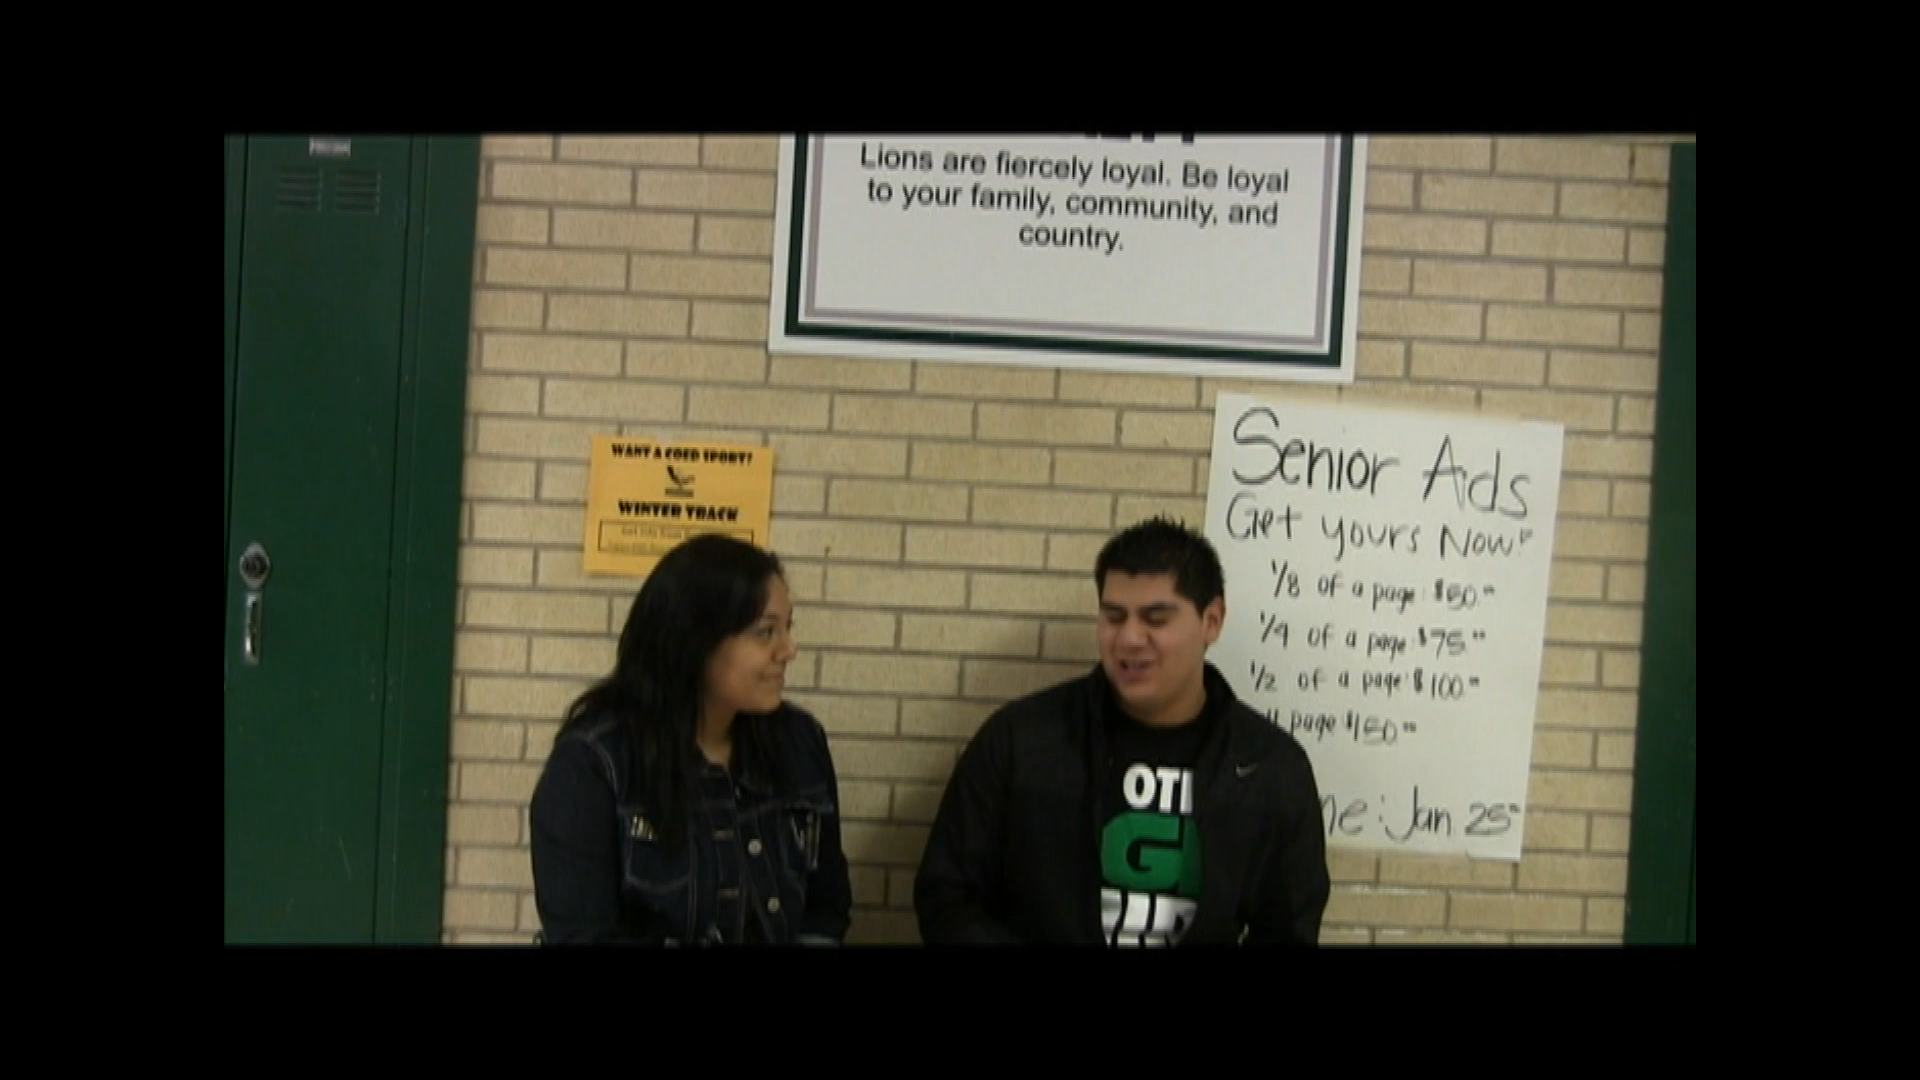 Lions are fiercely loyal. Be loyal
to your family, community, and
country.
WANT A COED SPORT?
WINTER TRACK
Senior Ads
Get yours Now!
1/8 of a page: $50.00
1/4 of a page: $75.00
1/2 of a page: $100.00
page $150.00
Jan 25
OTI
G